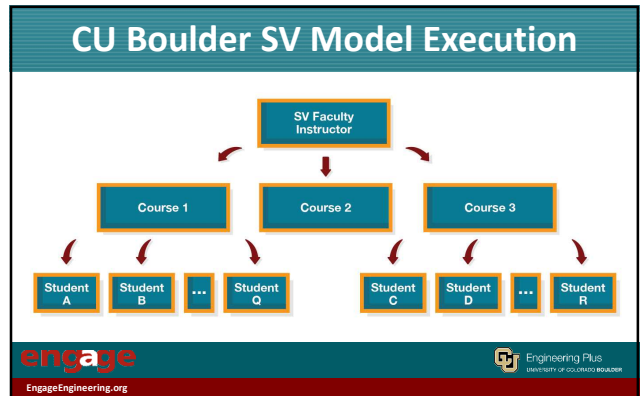 CU Boulder SV Model Execution
SV Faculty
Instructor
Course 1
Course 2
Course 3
Student
A
Student
B
...
Student
Q
Student
C
Student
D
...
Student
R
engage
CU
Engineering Plus
UNIVERSITY OF COLORADO BOULDER
EngageEngineering.org